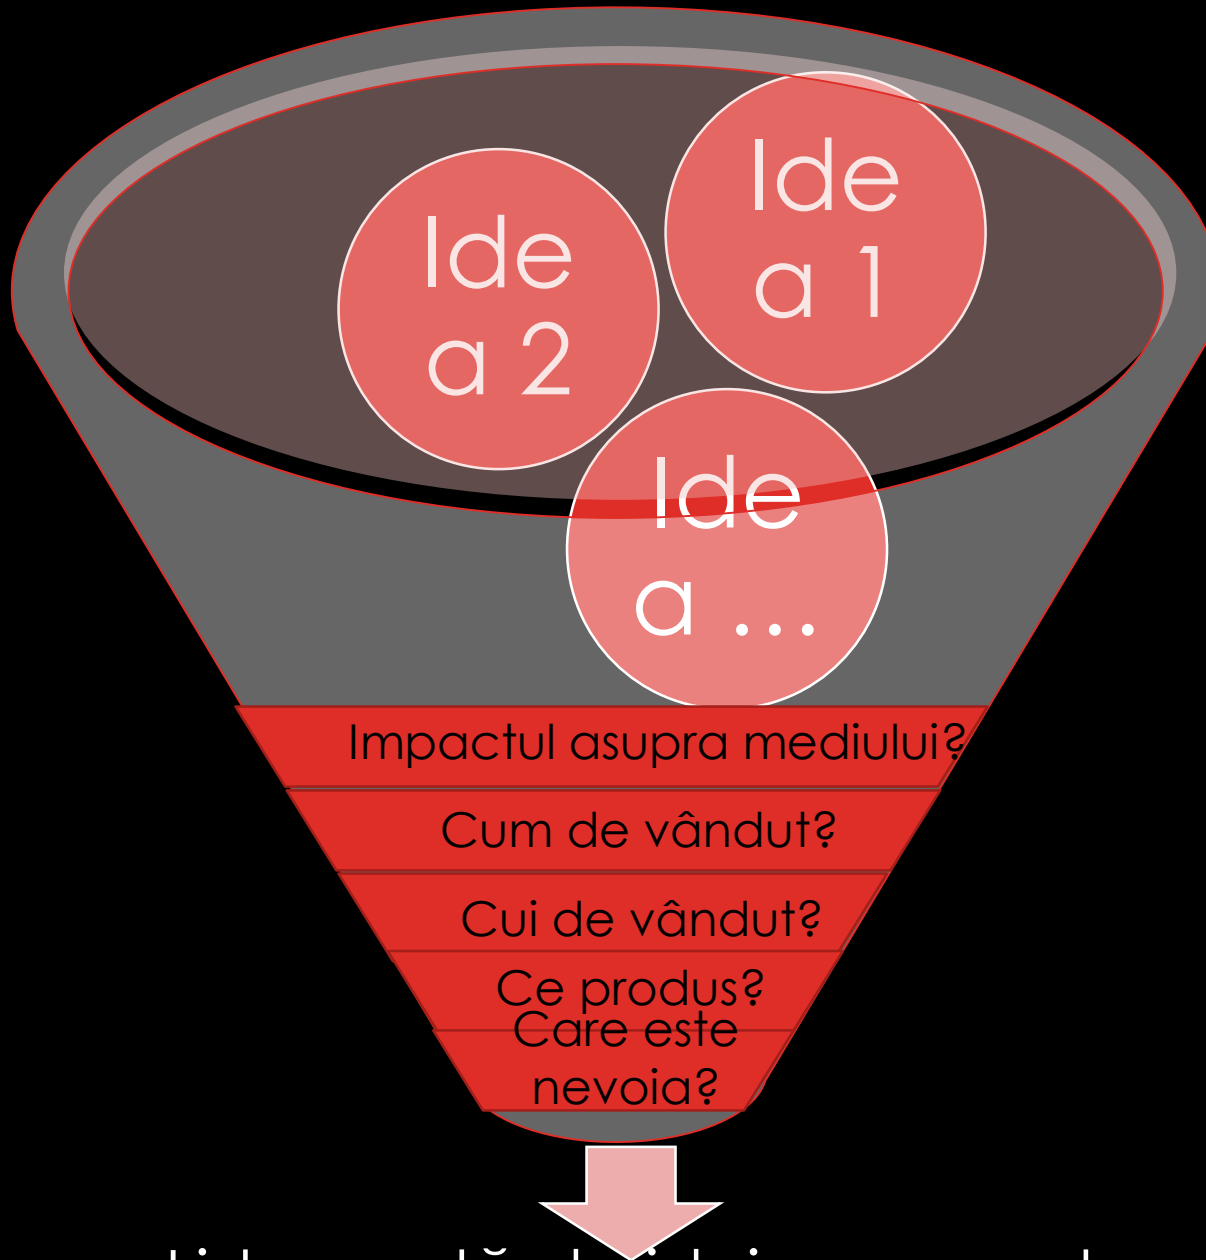 Ide
a 1
Ide
a 2
Ide
a ...
Impactul asupra mediului?
Cum de vândut?
Cui de vândut?
Ce produs?
Care este
nevoia?